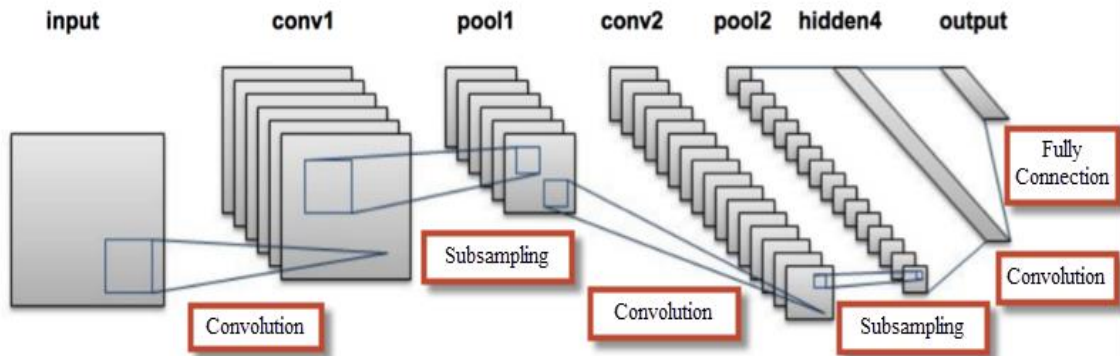 input conv1 pool1 conv2 pool2 hidden4 output
Fully
Connection
Subsampling
Convolution
Convolution
Convolution
Subsampling